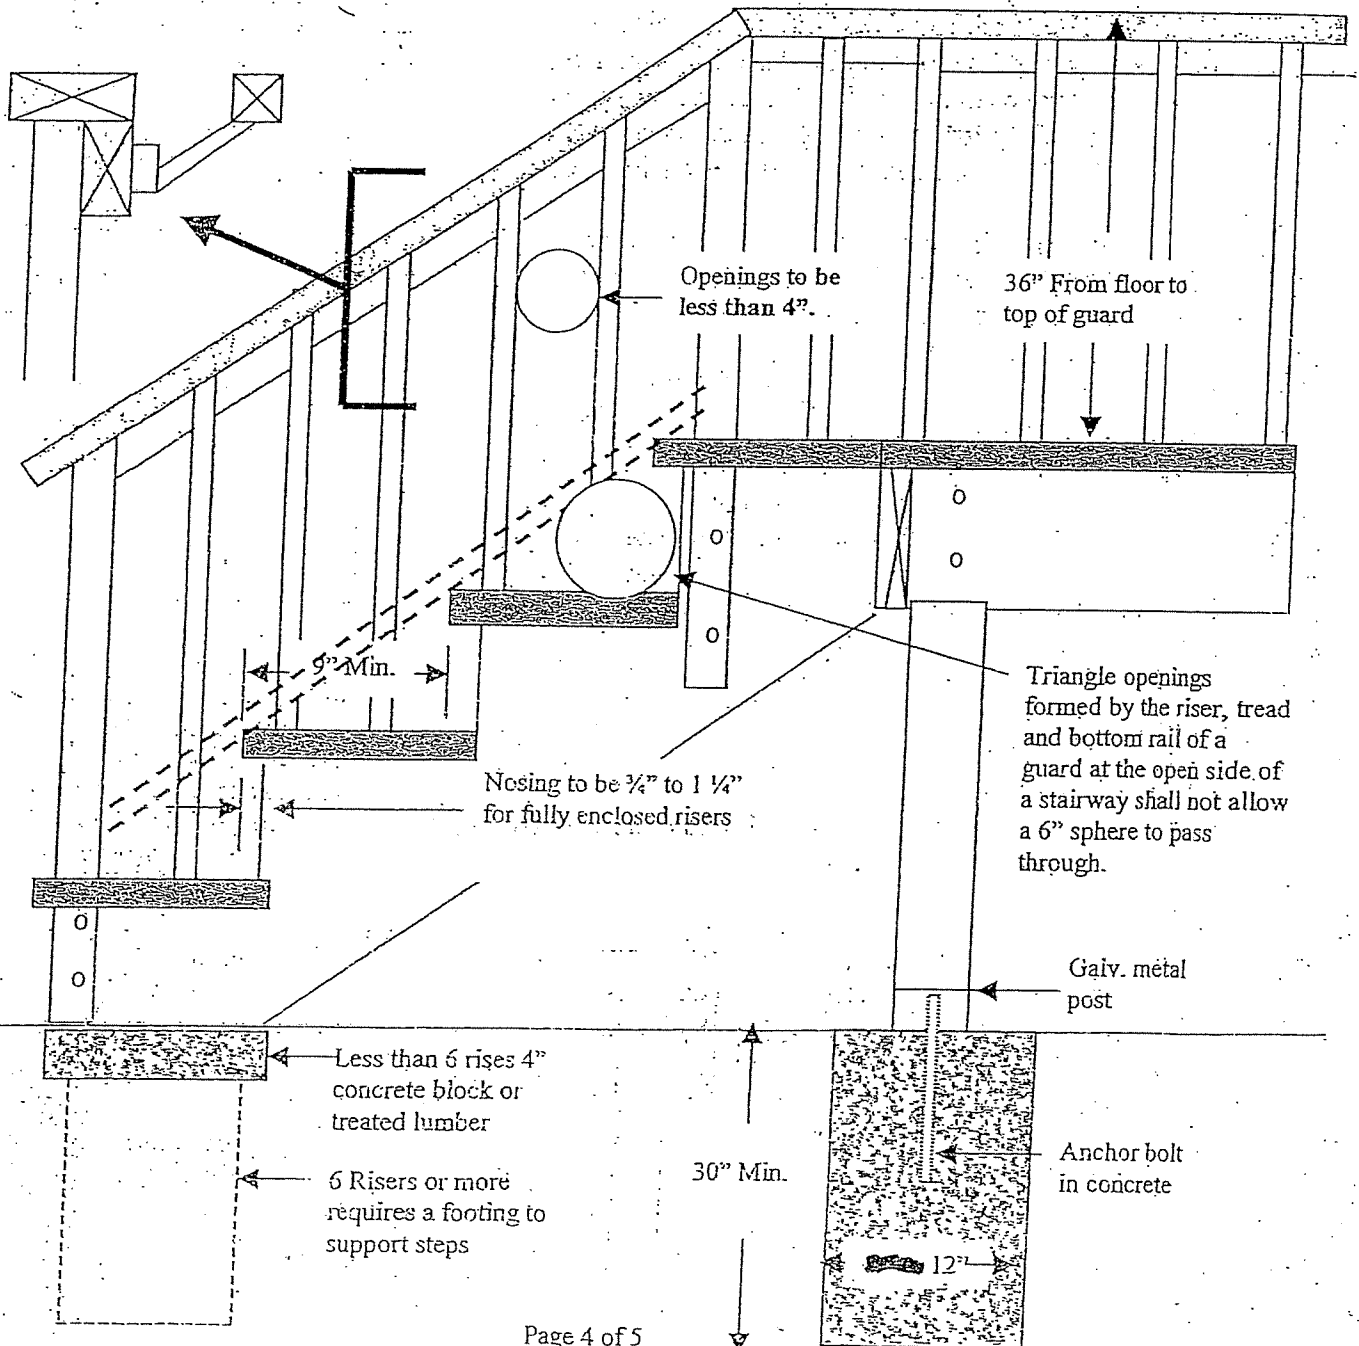 Openings to be
less than 4”.
36” From floor to
top of guard
9” Min.
Nosing to be ¾” to 1 ¼”
for fully enclosed risers
Triangle openings
formed by the riser, tread
and bottom rail of a
guard at the open side of
a stairway shall not allow
a 6” sphere to pass
through.
Galv. metal
post
Less than 6 rises 4”
concrete block or
treated lumber
6 Risers or more
requires a footing to
support steps
30” Min.
Anchor bolt
in concrete
12”
Page 4 of 5